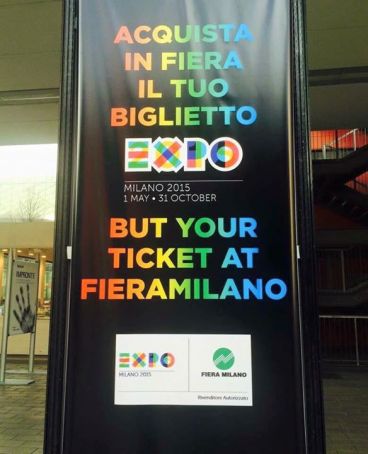 ACQUISTA
IN FIERA
IL TUO
BIGLIETTO
EXPO
MILANO 2015
1 MAY • 31 OCTOBER
BUT YOUR
TICKET AT
FIERAMILANO
EXPO
MILANO 2015
FIERA MILANO
Rivenditore Autorizzato
IMPRONTE